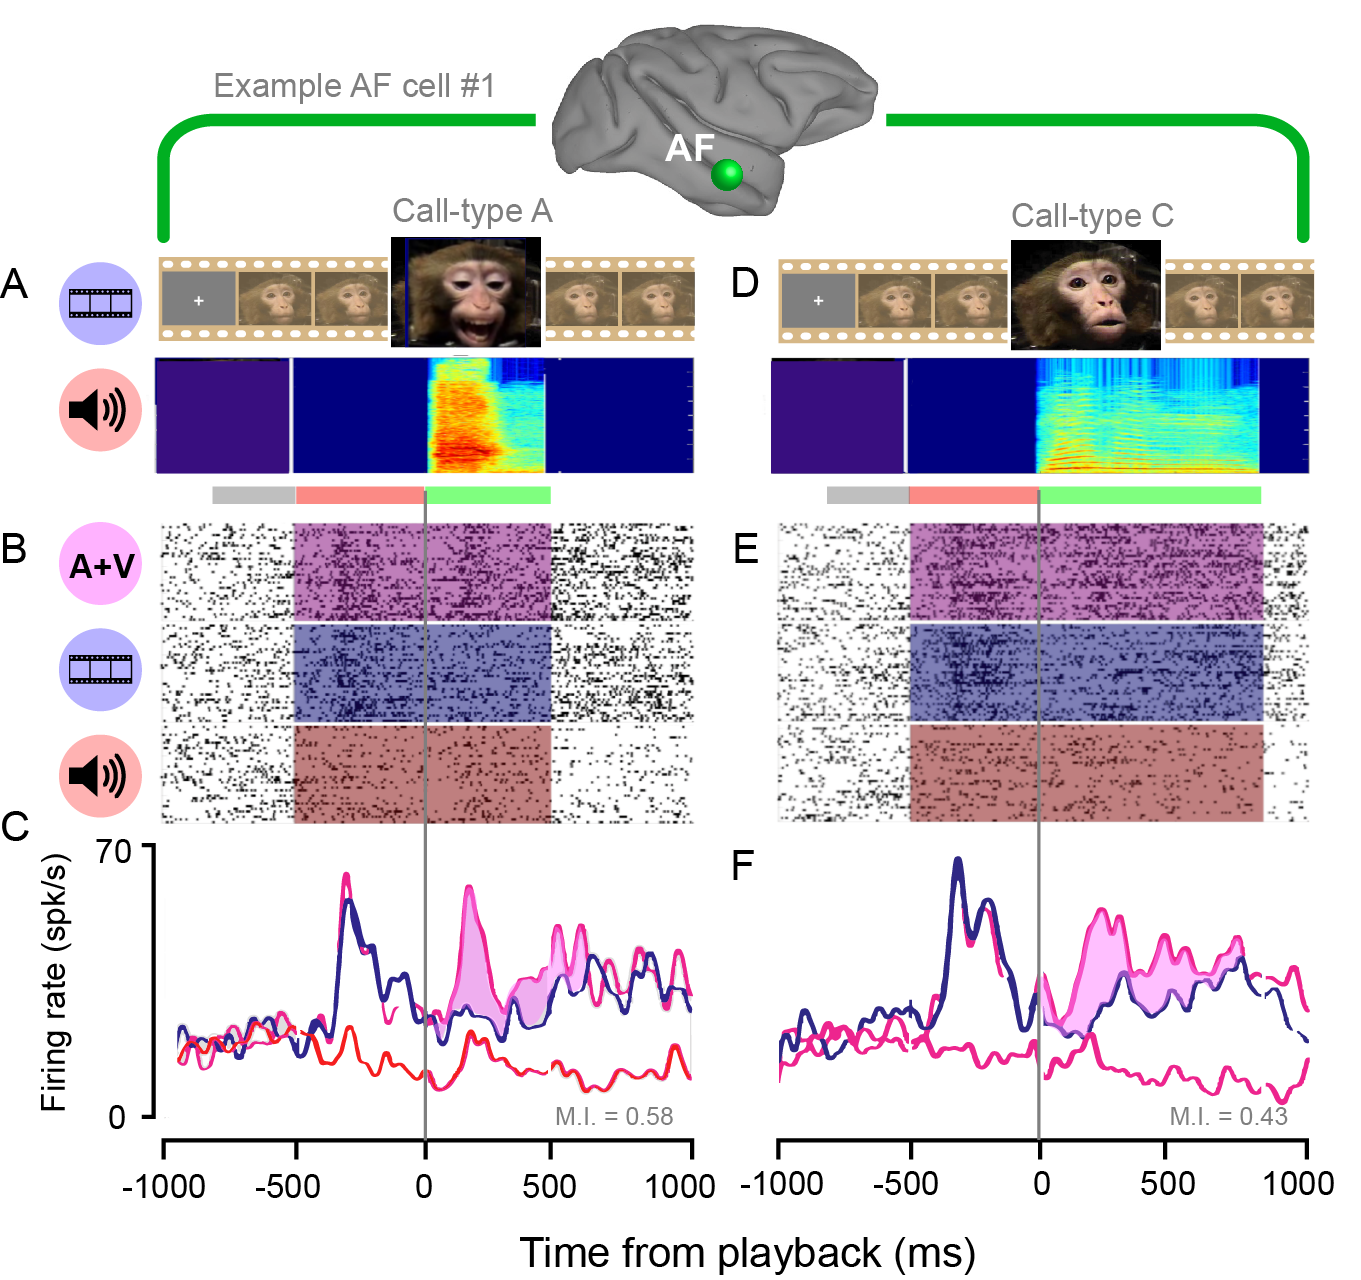 Example AF cell #1
AF
Call-type A
Call-type C
A
D
B
A+V
E
C
F
Firing rate (spk/s)
70
0
M.I. = 0.58
M.I. = 0.43
-1000 -500 0 500 1000
-1000 -500 0 500 1000
Time from playback (ms)